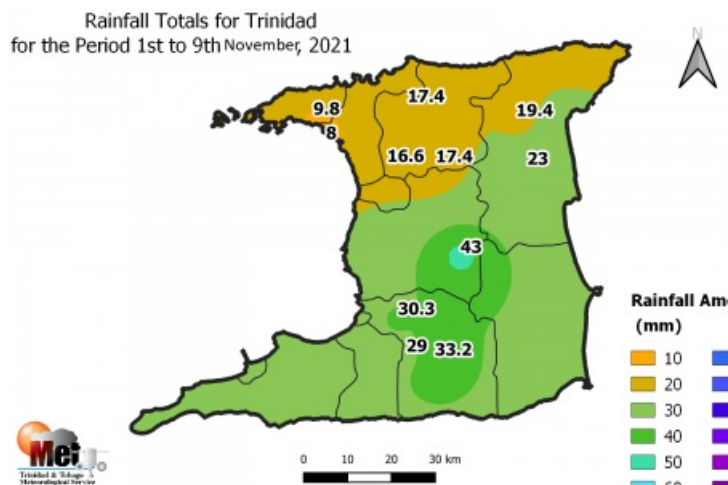 Rainfall Totals for Trinidad
for the Period 1st to 9th November, 2021
N
9.8
17.4
19.4
8
16.6
17.4
23
43
30.3
29
33.2
Rainfall Am
(mm)
10
20
30
40
50
60
Met
Trinidad & Tobago
Meteorological Service
0 10 20 30 km